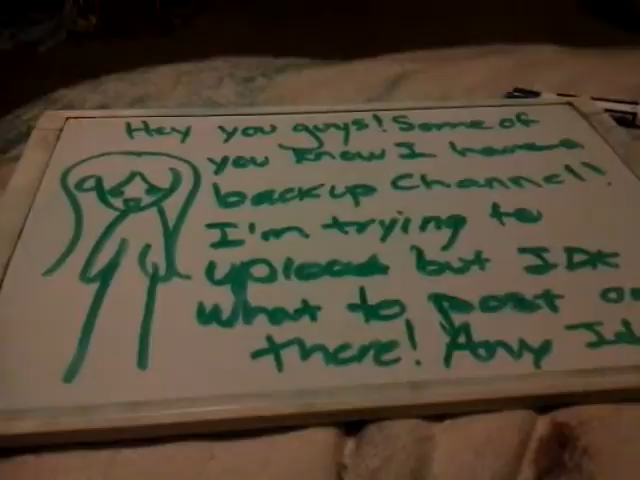 Hey you guys! Some of
you know I have a
backup channel!
I'm trying to
upload but IDK
what to post on
there! Any Id